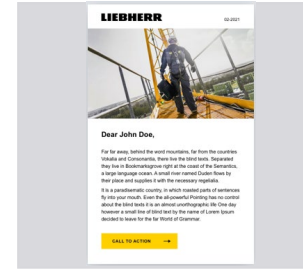 LIEBHERR
02-2021
Dear John Doe,
Far far away, behind the word mountains, far from the countries
Vokalia and Consonantia, there live the blind texts. Separated
they live in Bookmarksgrove right at the coast of the Semantics,
a large language ocean. A small river named Duden flows by
their place and supplies it with the necessary regelialia.
It is a paradisematic country, in which roasted parts of sentences
fly into your mouth. Even the all-powerful Pointing has no control
about the blind texts it is an almost unorthographic life One day
however a small line of blind text by the name of Lorem Ipsum
decided to leave for the far World of Grammar.
CALL TO ACTION